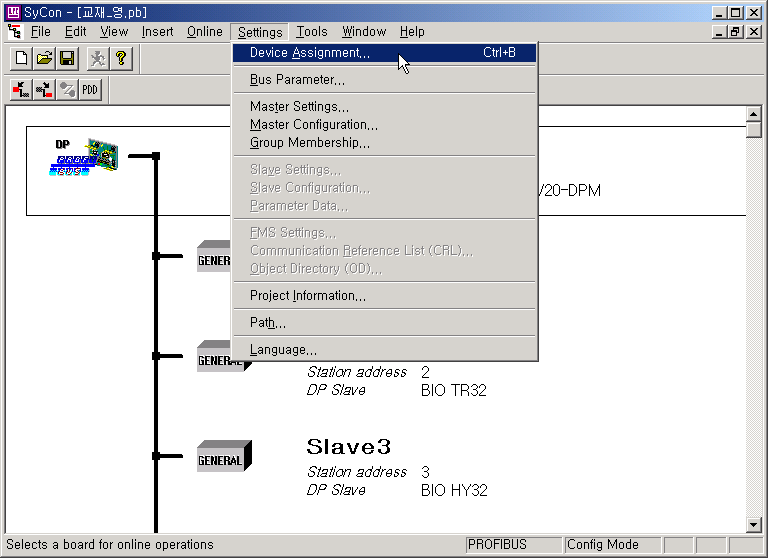 SyCon - [교재_영.pb]
File Edit View Insert Online Settings Tools Window Help
Device Assignment... Ctrl+B
Bus Parameter...
Master Settings...
Master Configuration...
Group Membership...
Slave Settings...
Slave Configuration...
Parameter Data...
FMS Settings...
Communication Reference List (CRL)...
Object Directory (OD)...
Project Information...
Path...
Language...
PDD
DP
PROFI
BUS
V20-DPM
GENERAL
GENERAL
Station address 2
DP Slave BIO TR32
GENERAL
Slave3
Station address 3
DP Slave BIO HY32
Selects a board for online operations PROFIBUS Config Mode